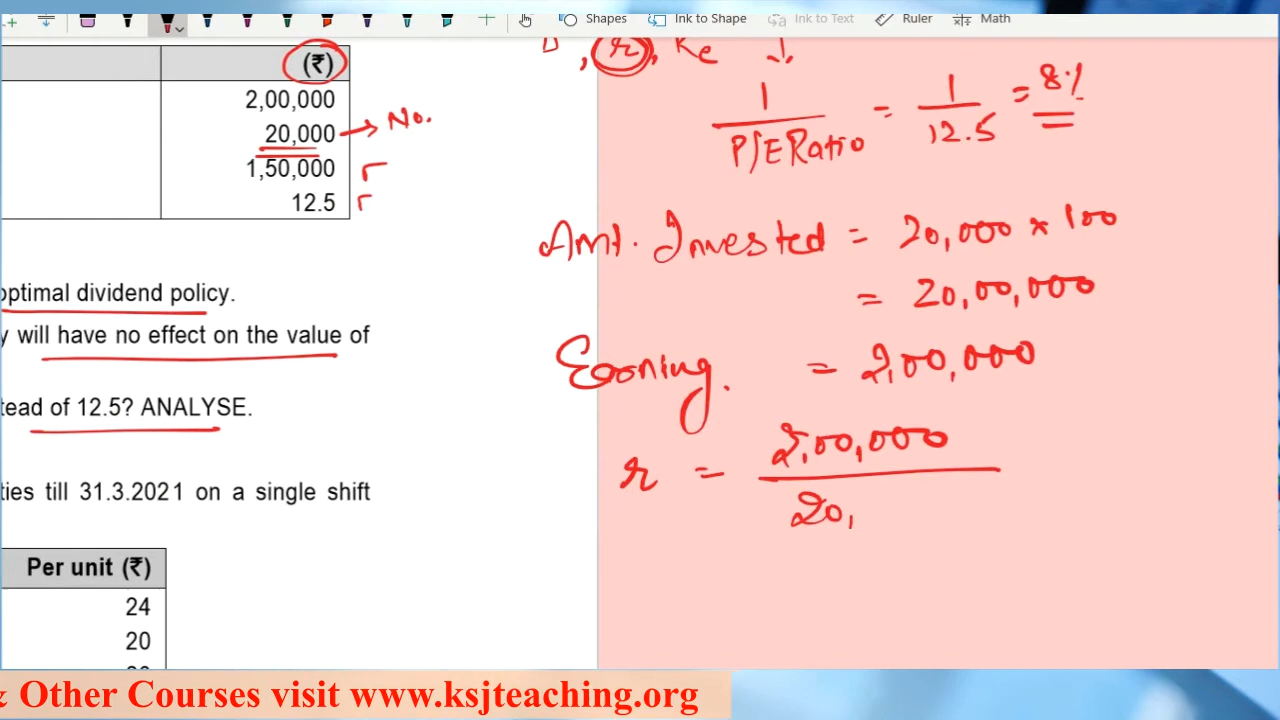 Shapes Ink to Shape Ink to Text Ruler Math
(₹)
2,00,000
20,000 → No.
1,50,000
12.5
optimal dividend policy.
y will have no effect on the value of
tead of 12.5? ANALYSE.
ties till 31.3.2021 on a single shift
Per unit (₹)
24
20
, r, Ke ↓
1/P/E Ratio = 1/12.5 = 8%
Amt. Invested = 20,000 × 100
= 20,00,000
Earning. = 2,00,000
r = 2,00,000/20,
& Other Courses visit www.ksjteaching.org